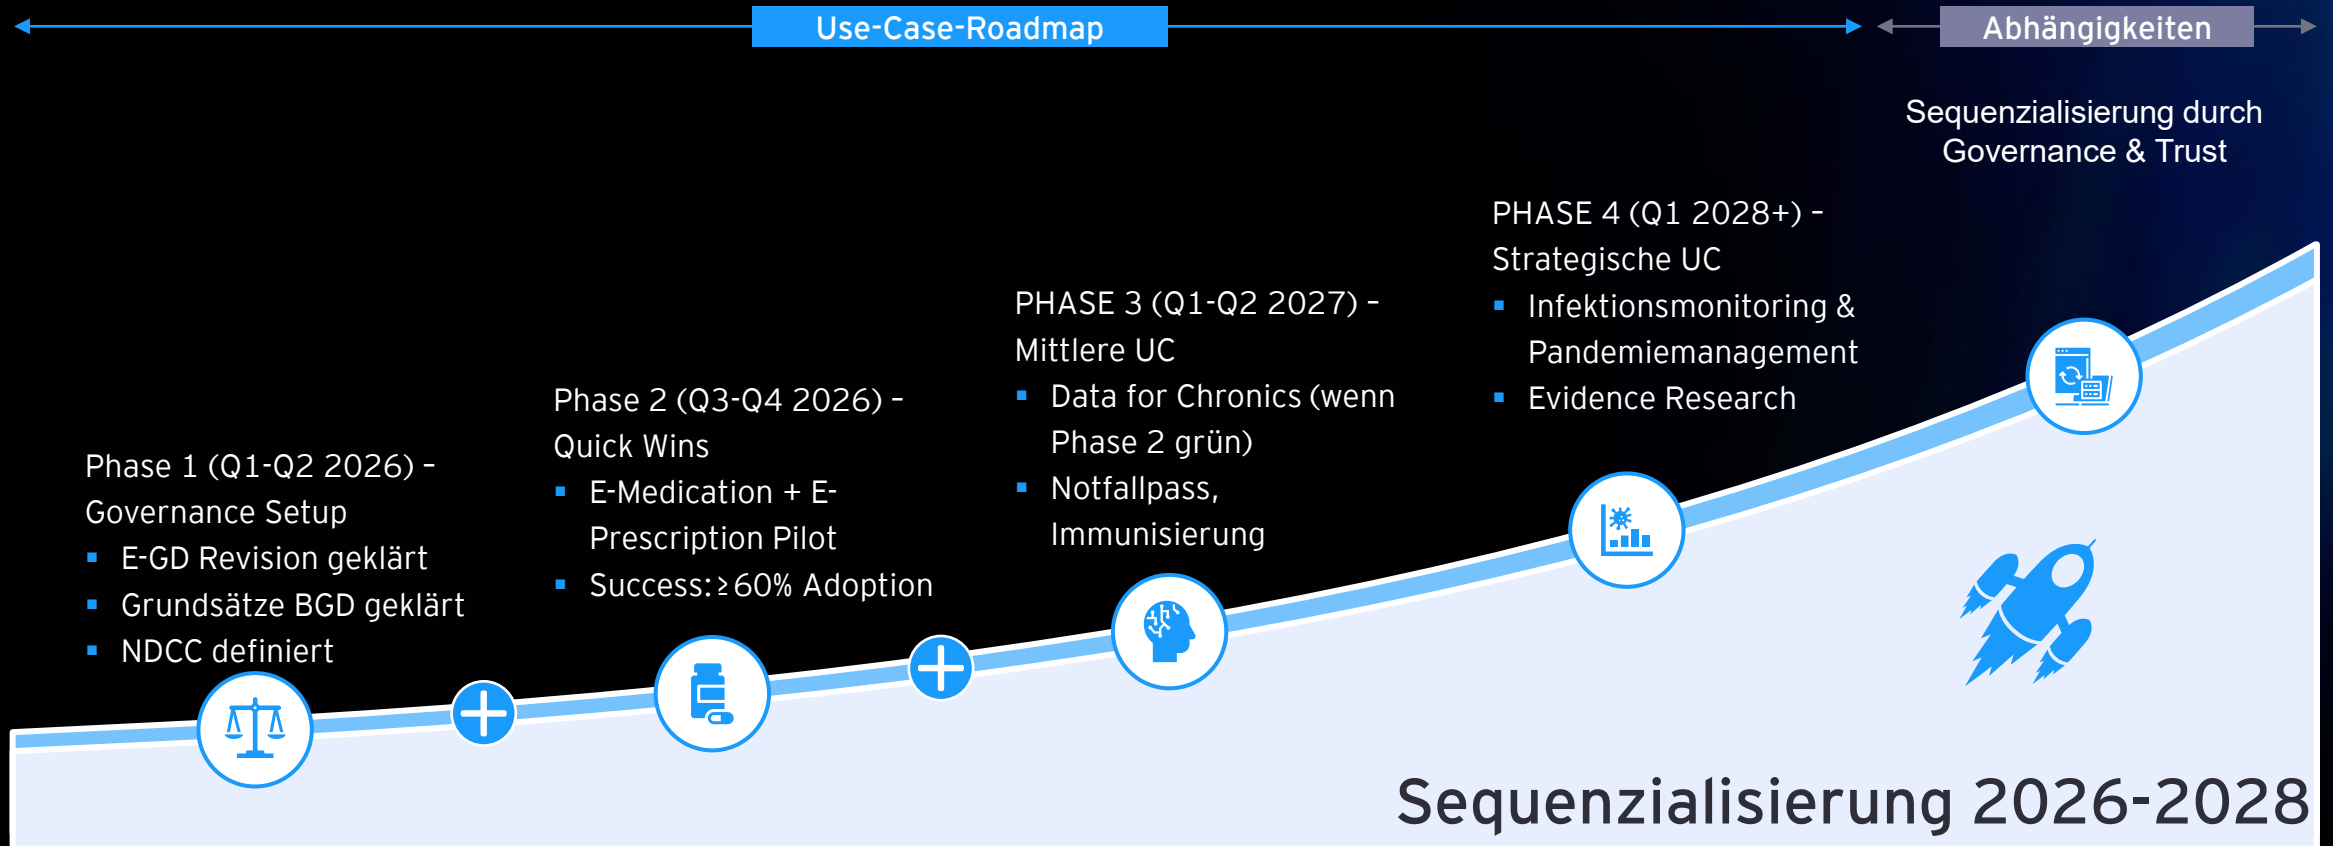 Use-Case-Roadmap
Abhängigkeiten
Sequenzialisierung durch
Governance & Trust
Phase 1 (Q1-Q2 2026) –
Governance Setup
▪ E-GD Revision geklärt
▪ Grundsätze BGD geklärt
▪ NDCC definiert
Phase 2 (Q3-Q4 2026) –
Quick Wins
▪ E-Medication + E-
Prescription Pilot
▪ Success: ≥60% Adoption
PHASE 3 (Q1-Q2 2027) –
Mittlere UC
▪ Data for Chronics (wenn
Phase 2 grün)
▪ Notfallpass,
Immunisierung
PHASE 4 (Q1 2028+) –
Strategische UC
▪ Infektionsmonitoring &
Pandemiemanagement
▪ Evidence Research
Sequenzialisierung 2026-2028